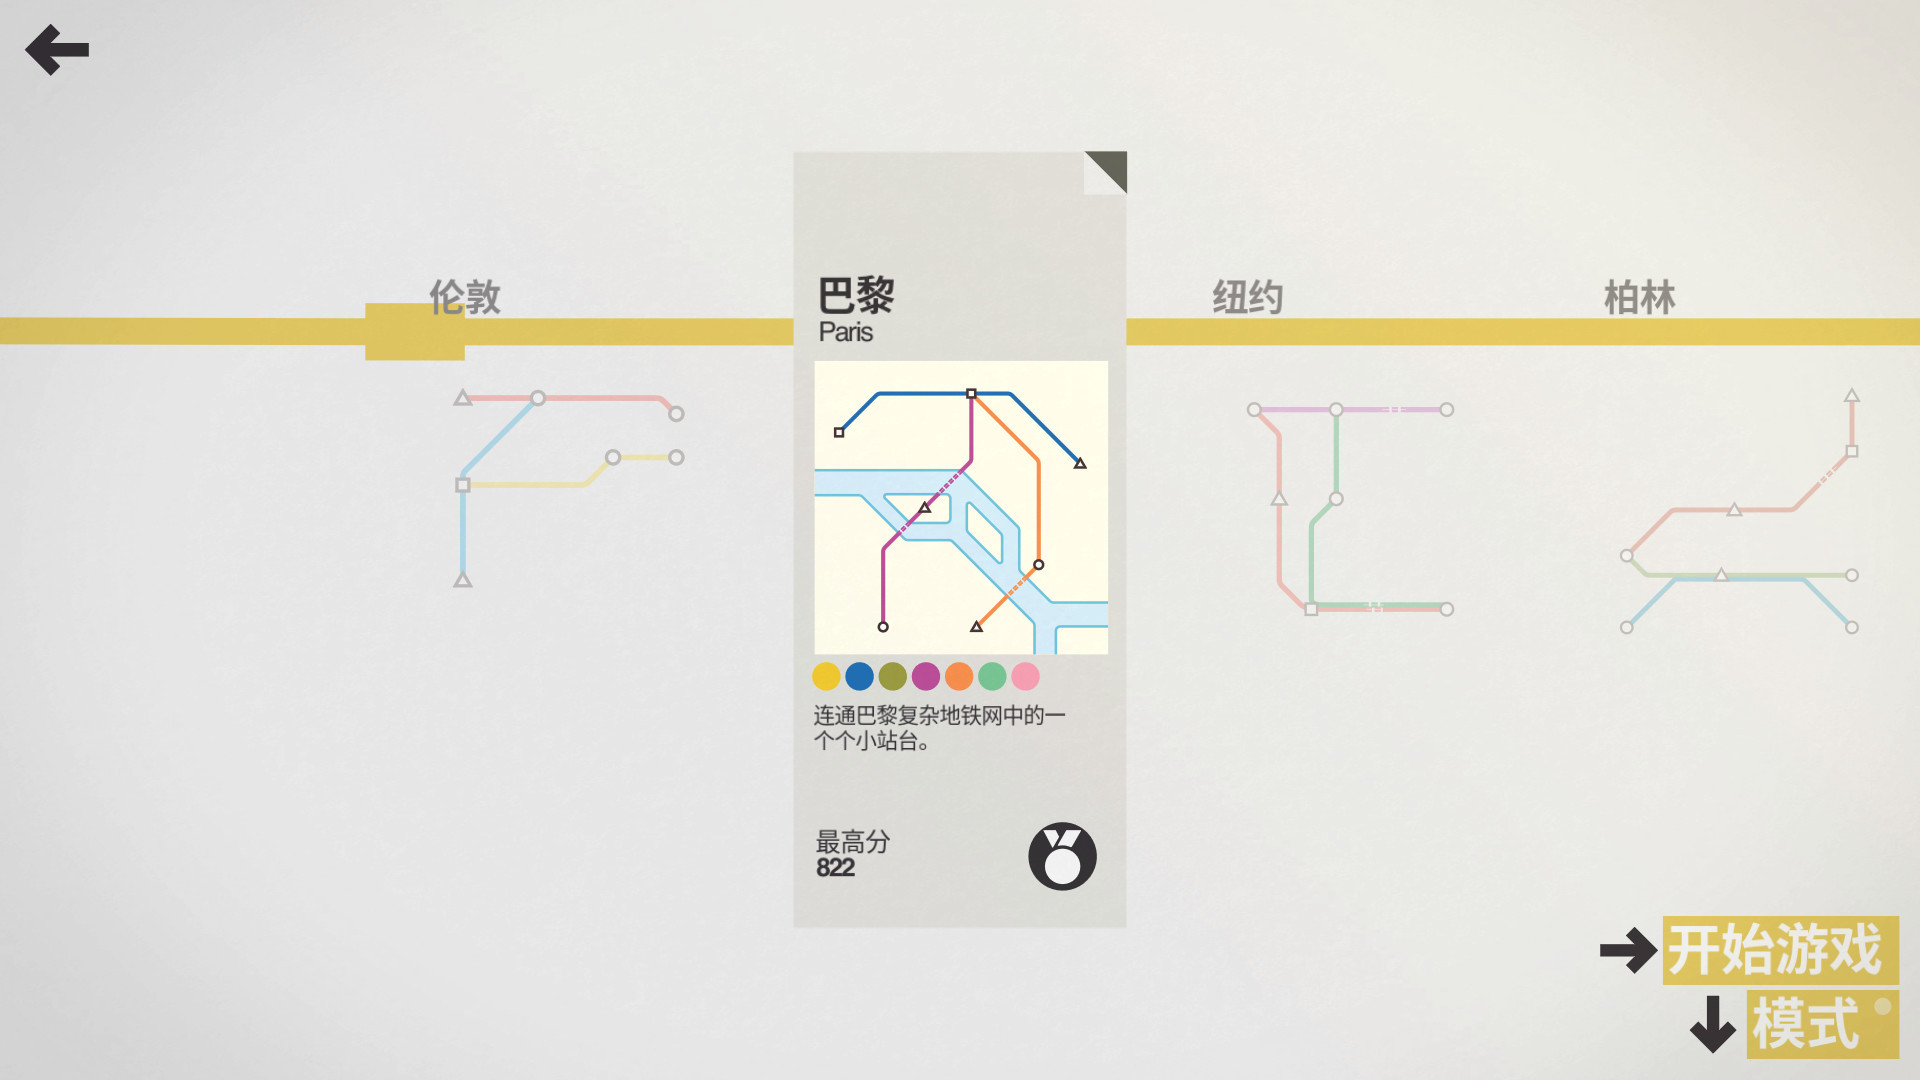 伦敦
巴黎
Paris
纽约
柏林
连通巴黎复杂地铁网中的一
个个小站台。
最高分
822
开始游戏
模式